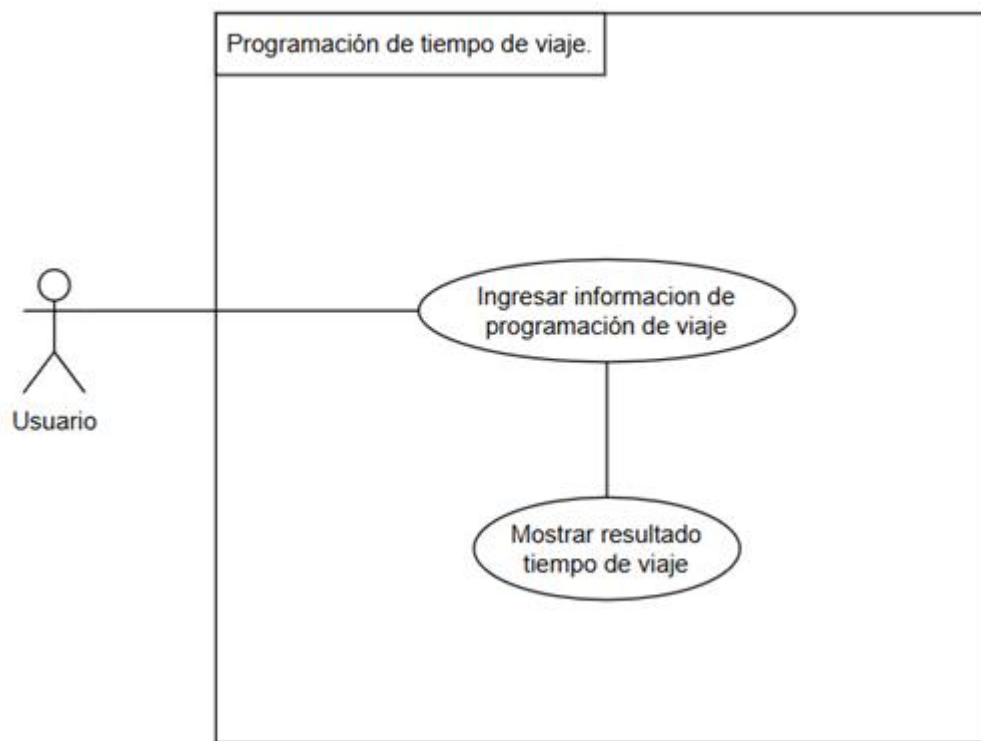 Programación de tiempo de viaje.
Ingresar informacion de
programación de viaje
Usuario
Mostrar resultado
tiempo de viaje